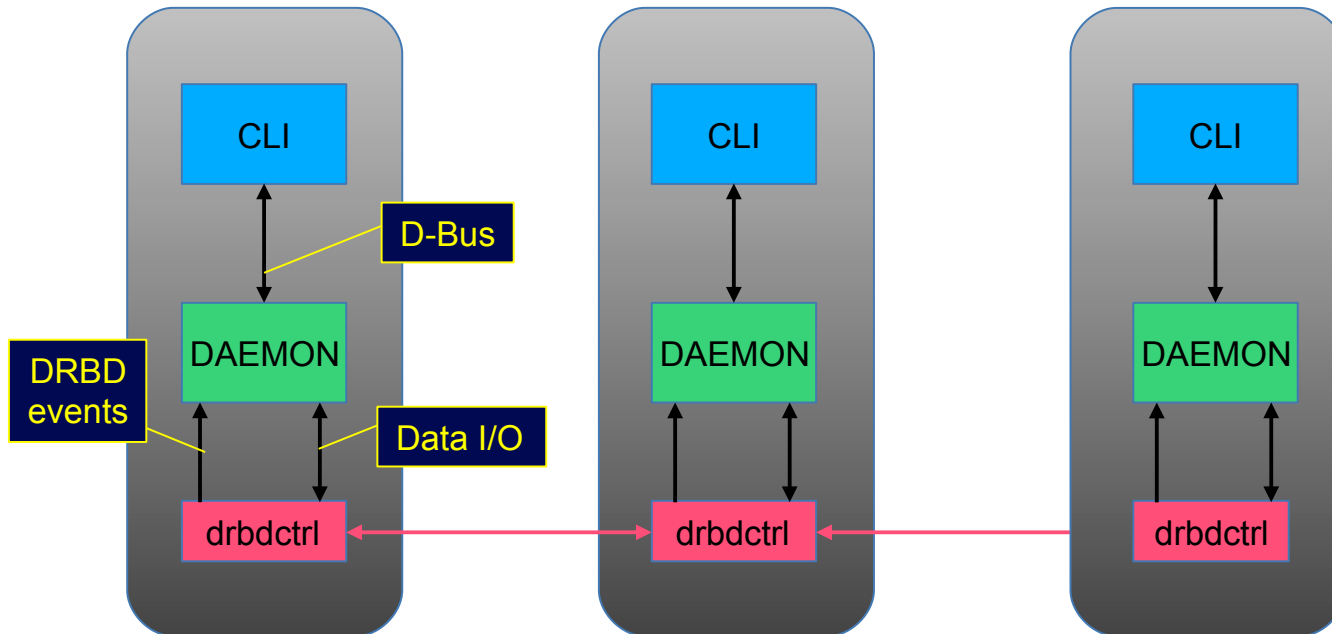 CLI
CLI
CLI
D-Bus
DAEMON
DAEMON
DAEMON
DRBD
events
Data I/O
drbdctrl
drbdctrl
drbdctrl